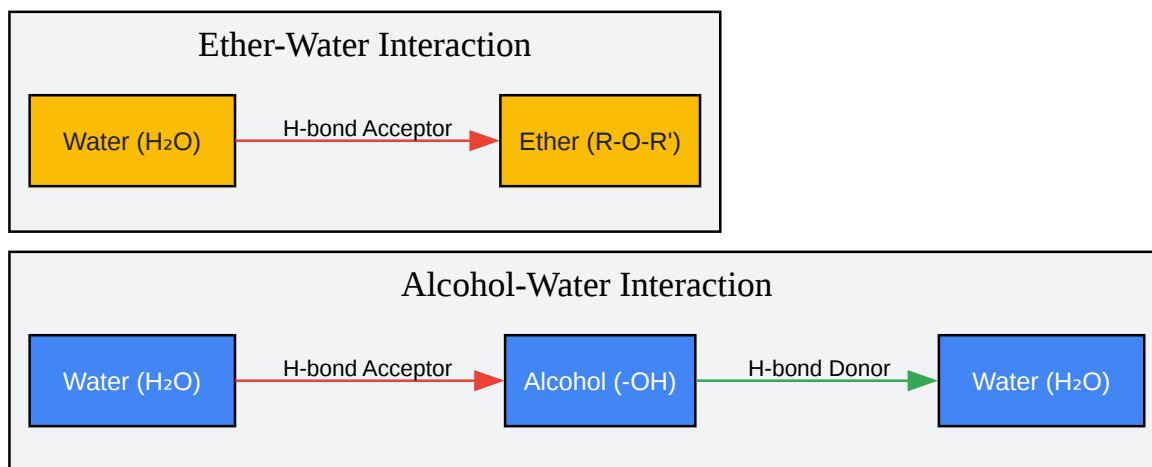 Ether-Water Interaction
Water (H₂O)
H-bond Acceptor
Ether (R-O-R')
Alcohol-Water Interaction
Water (H₂O)
H-bond Acceptor
Alcohol (-OH)
H-bond Donor
Water (H₂O)